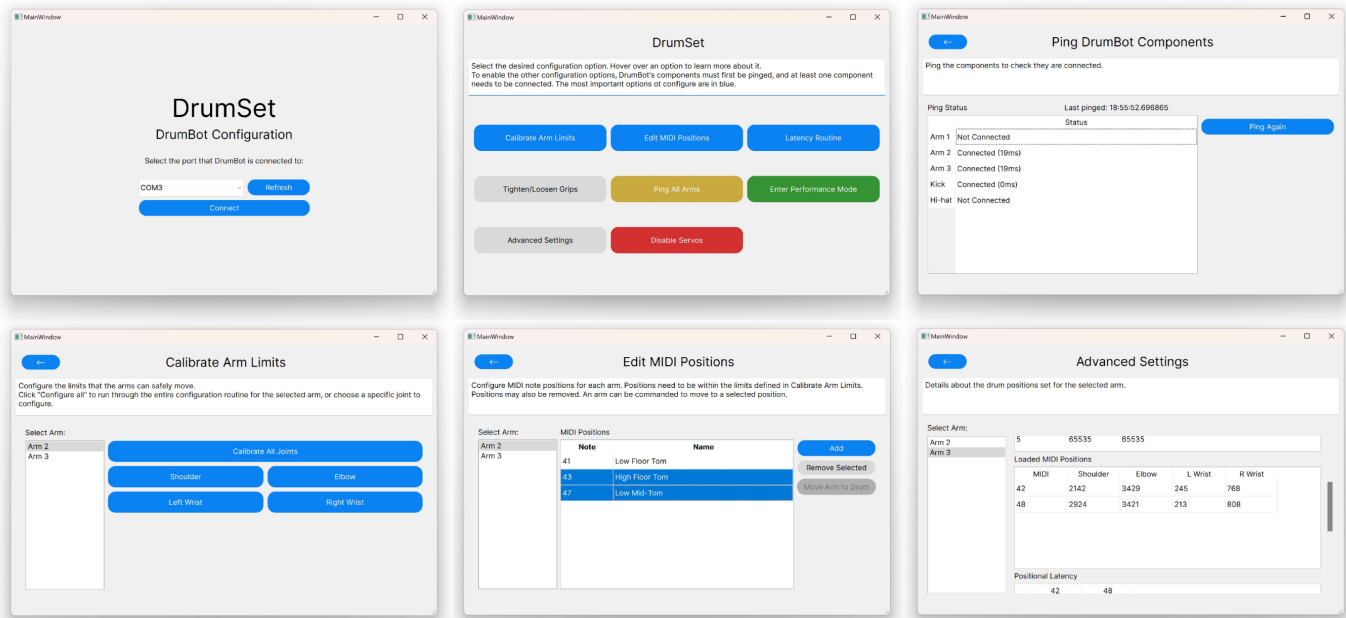 MainWindow
DrumSet
DrumBot Configuration
Select the port that DrumBot is connected to:
COM3
Refresh
Connect
MainWindow
DrumSet
Select the desired configuration option. Hover over an option to learn more about it.
To enable the other configuration options, DrumBot's components must first be pinged, and at least one component
needs to be connected. The most important options ot configure are in blue.
Calibrate Arm Limits
Edit MIDI Positions
Latency Routine
Tighten/Loosen Grips
Ping All Arms
Enter Performance Mode
Advanced Settings
Disable Servos
MainWindow
←
Ping DrumBot Components
Ping the components to check they are connected.
Ping Status
Last pinged: 18:55:52.696865
Status
Arm 1 Not Connected
Arm 2 Connected (19ms)
Arm 3 Connected (19ms)
Kick Connected (0ms)
Hi-hat Not Connected
Ping Again
MainWindow
←
Calibrate Arm Limits
Configure the limits that the arms can safely move.
Click "Configure all" to run through the entire configuration routine for the selected arm, or choose a specific joint to
configure.
Select Arm:
Arm 2
Arm 3
Calibrate All Joints
Shoulder
Elbow
Left Wrist
Right Wrist
MainWindow
←
Edit MIDI Positions
Configure MIDI note positions for each arm. Positions need to be within the limits defined in Calibrate Arm Limits.
Positions may also be removed. An arm can be commanded to move to a selected position.
Select Arm:
Arm 2
Arm 3
MIDI Positions
Note Name
41 Low Floor Tom
43 High Floor Tom
47 Low Mid-Tom
Add
Remove Selected
Move Arm to Drum
MainWindow
←
Advanced Settings
Details about the drum positions set for the selected arm.
Select Arm:
Arm 2
Arm 3
5 65535 65535
Loaded MIDI Positions
MIDI Shoulder Elbow L Wrist R Wrist
42 2142 3429 245 768
48 2924 3421 213 808
Positional Latency
42 48